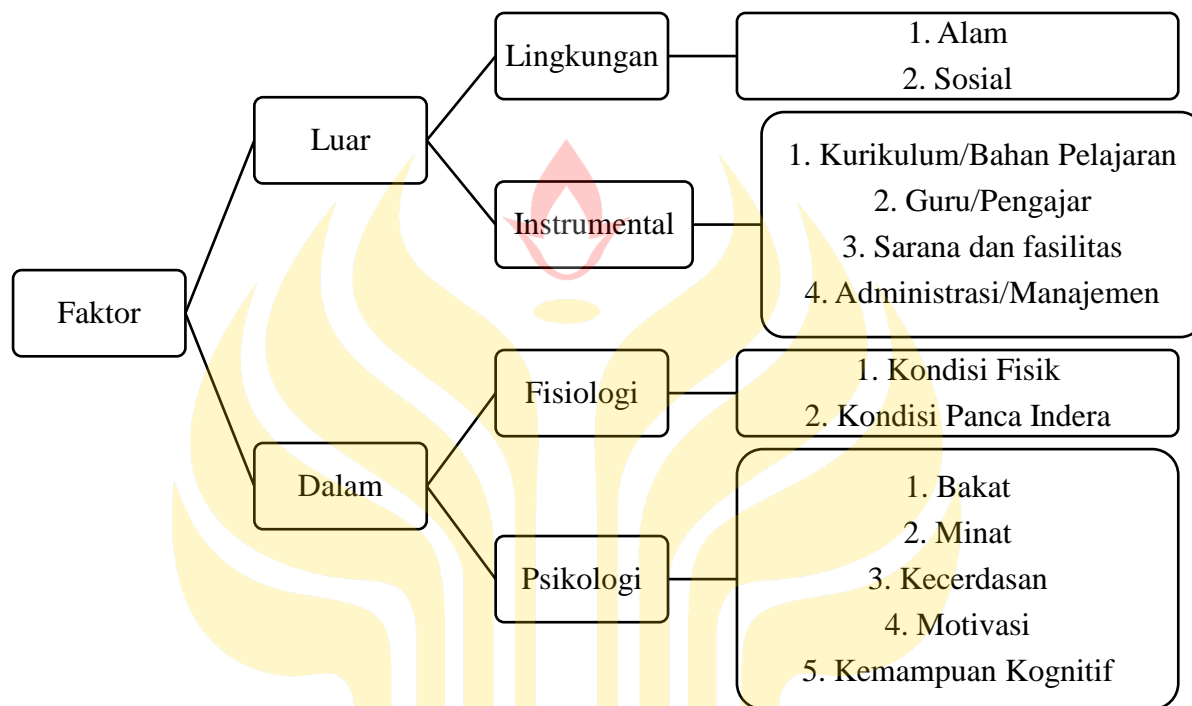 Faktor
Luar
Lingkungan
1. Alam
2. Sosial
Instrumental
1. Kurikulum/Bahan Pelajaran
2. Guru/Pengajar
3. Sarana dan fasilitas
4. Administrasi/Manajemen
Dalam
Fisiologi
1. Kondisi Fisik
2. Kondisi Panca Indera
Psikologi
1. Bakat
2. Minat
3. Kecerdasan
4. Motivasi
5. Kemampuan Kognitif